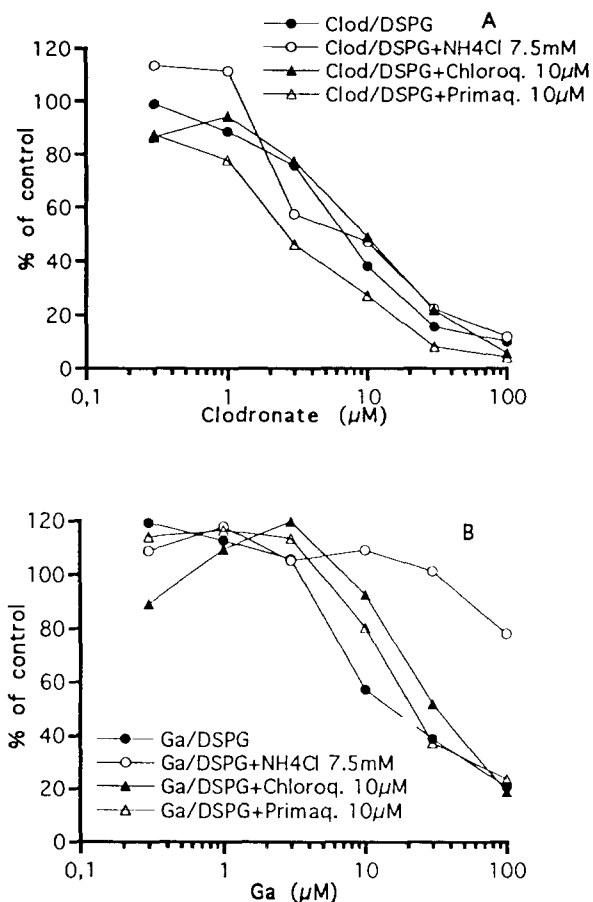 A
Clod/DSPG
Clod/DSPG+NH4Cl 7.5mM
Clod/DSPG+Chloroq. 10µM
Clod/DSPG+Primaq. 10µM
% of control
120
100
80
60
40
20
0
0,1
1
10
100
Clodronate (µM)
B
% of control
120
100
80
60
40
20
0
Ga/DSPG
Ga/DSPG+NH4Cl 7.5mM
Ga/DSPG+Chloroq. 10µM
Ga/DSPG+Primaq. 10µM
0,1
1
10
100
Ga (µM)